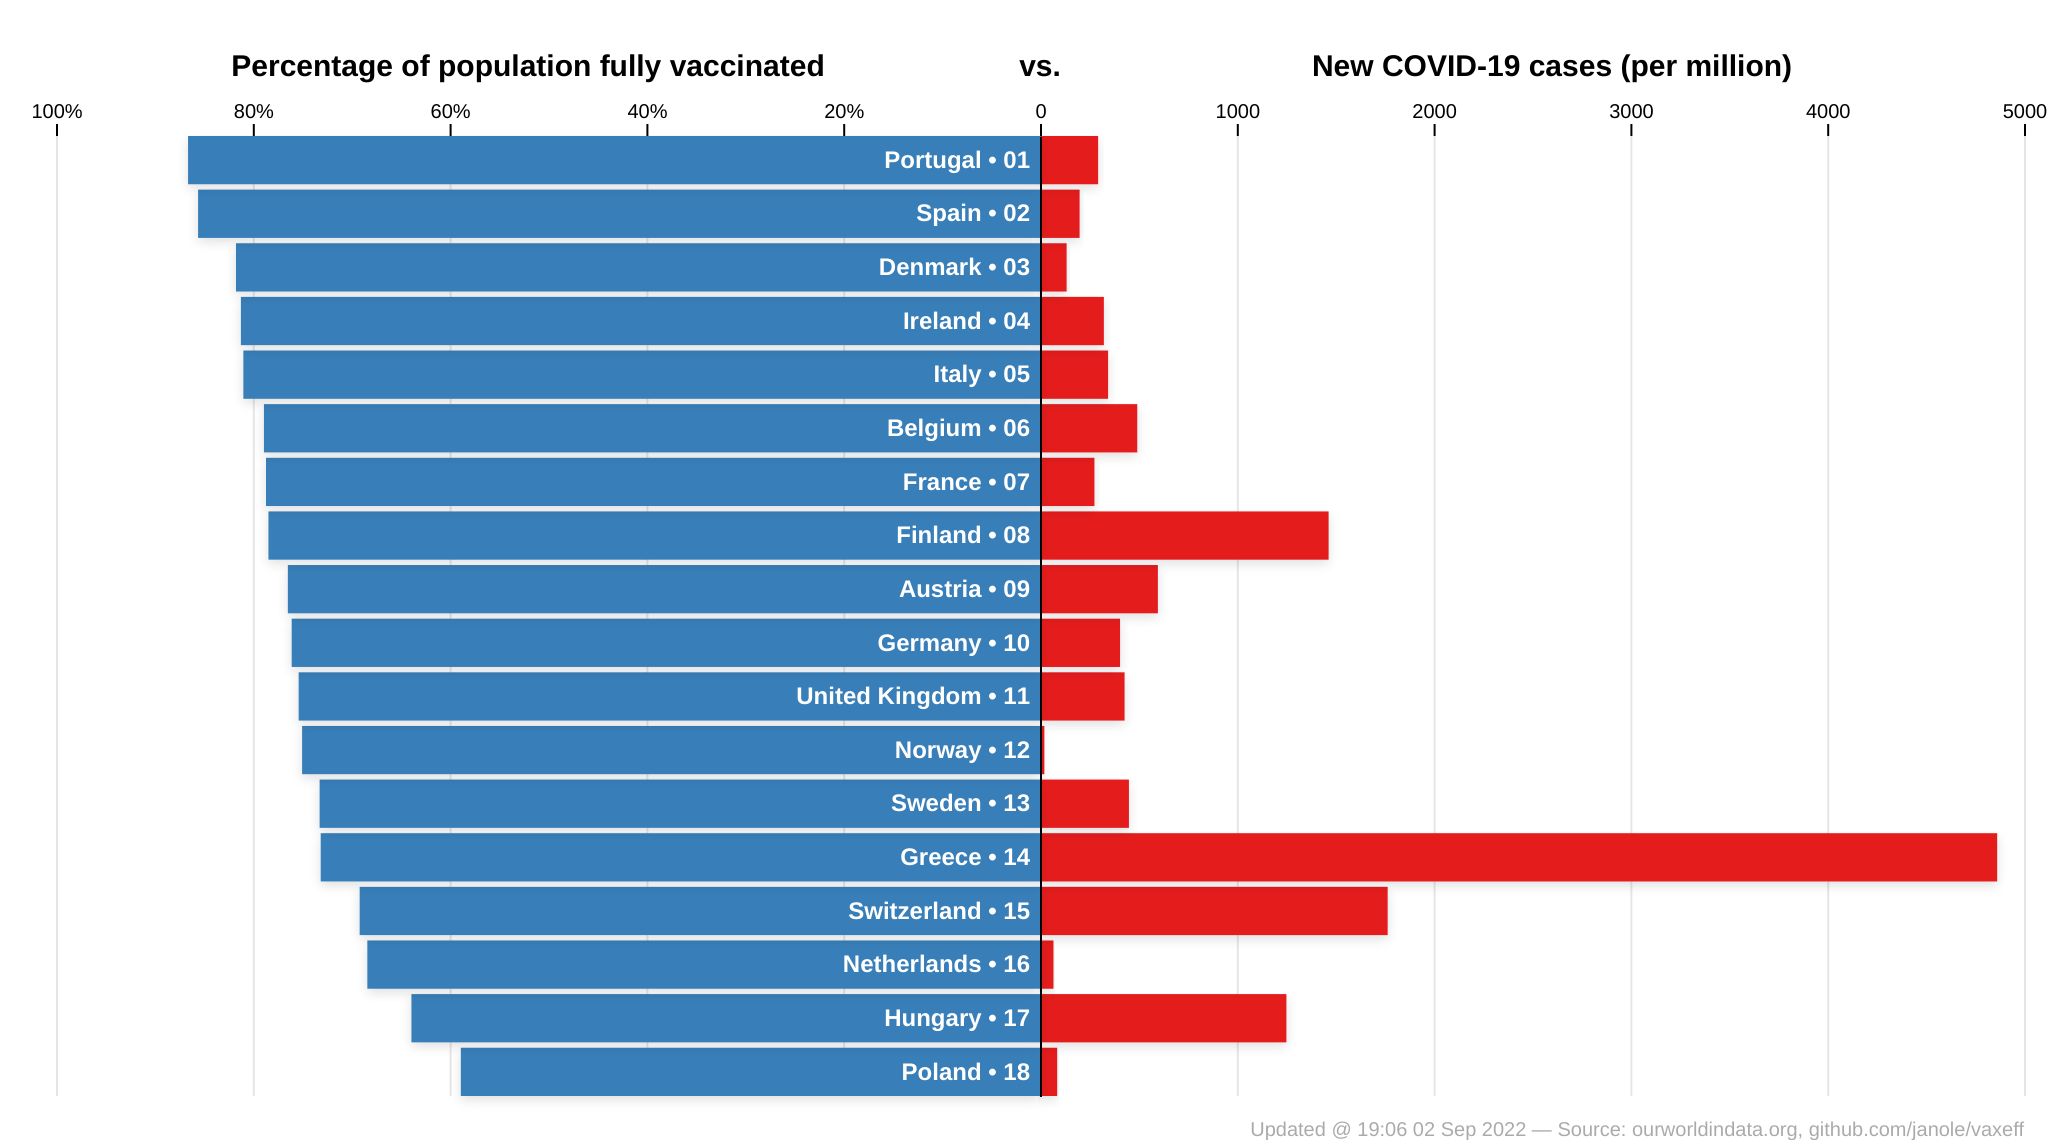 Percentage of population fully vaccinated vs. New COVID-19 cases (per million)
100% 80% 60% 40% 20% 0 1000 2000 3000 4000 5000
Portugal • 01
Spain • 02
Denmark • 03
Ireland • 04
Italy • 05
Belgium • 06
France • 07
Finland • 08
Austria • 09
Germany • 10
United Kingdom • 11
Norway • 12
Sweden • 13
Greece • 14
Switzerland • 15
Netherlands • 16
Hungary • 17
Poland • 18
Updated @ 19:06 02 Sep 2022 — Source: ourworldindata.org, github.com/janole/vaxeff